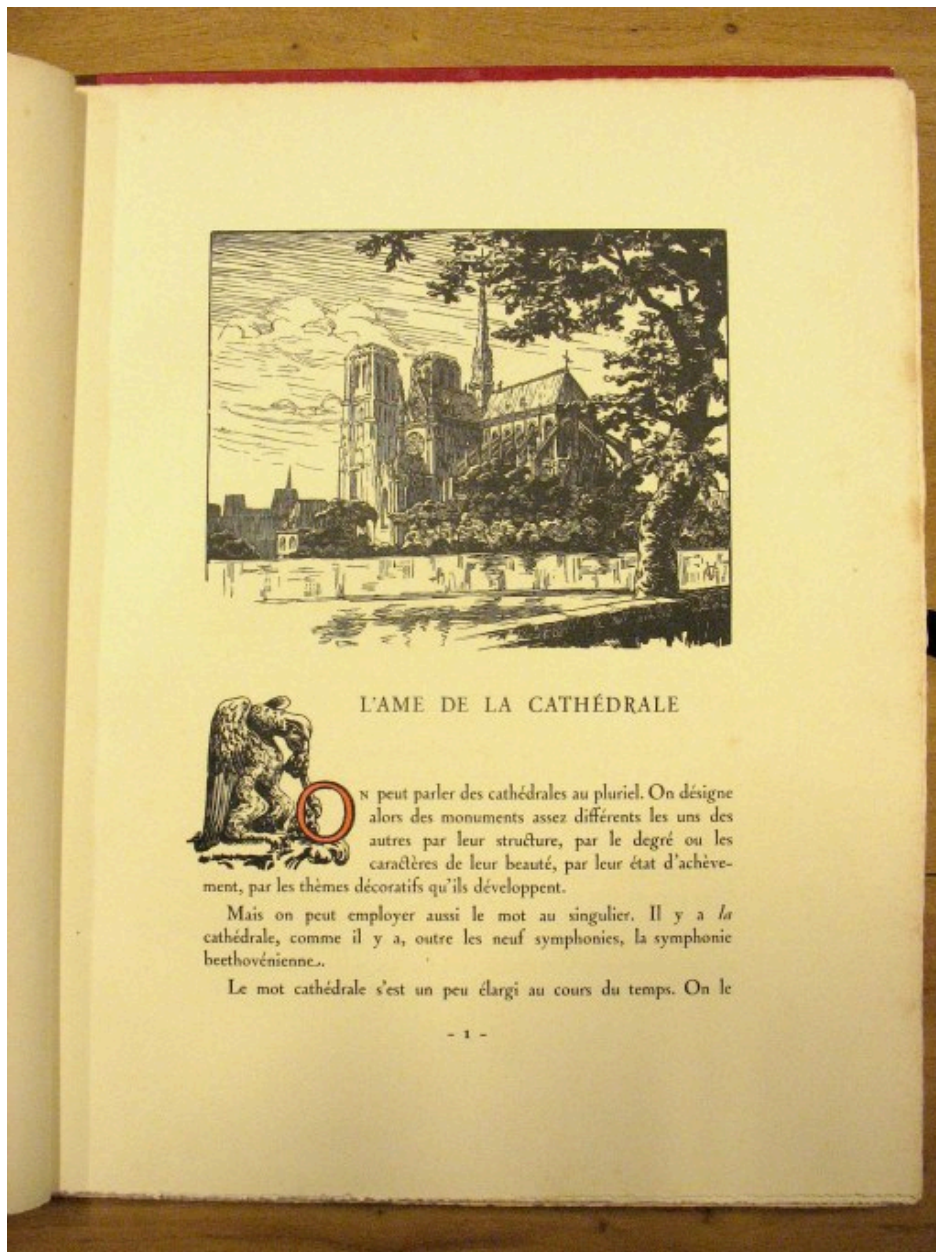 L'AME DE LA CATHÉDRALE
ON peut parler des cathédrales au pluriel. On désigne
alors des monuments assez différents les uns des
autres par leur structure, par le degré ou les
caractères de leur beauté, par leur état d'achève-
ment, par les thèmes décoratifs qu'ils développent.
Mais on peut employer aussi le mot au singulier. Il y a la
cathédrale, comme il y a, outre les neuf symphonies, la symphonie
beethovénienne..
Le mot cathédrale s'est un peu élargi au cours du temps. On le
- 1 -